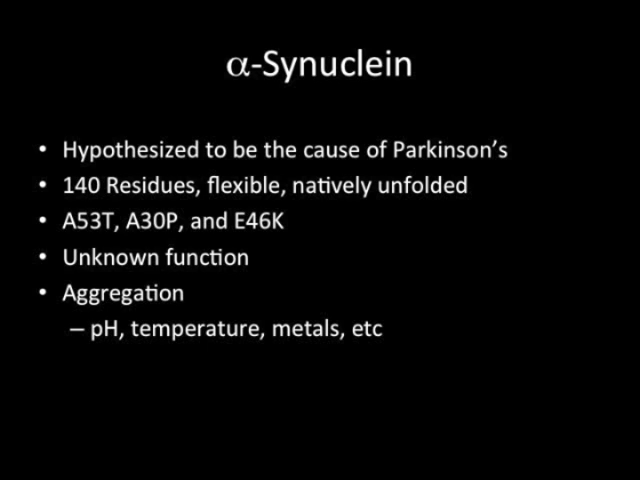 α-Synuclein
• Hypothesized to be the cause of Parkinson’s
• 140 Residues, flexible, natively unfolded
• A53T, A30P, and E46K
• Unknown function
• Aggregation
– pH, temperature, metals, etc